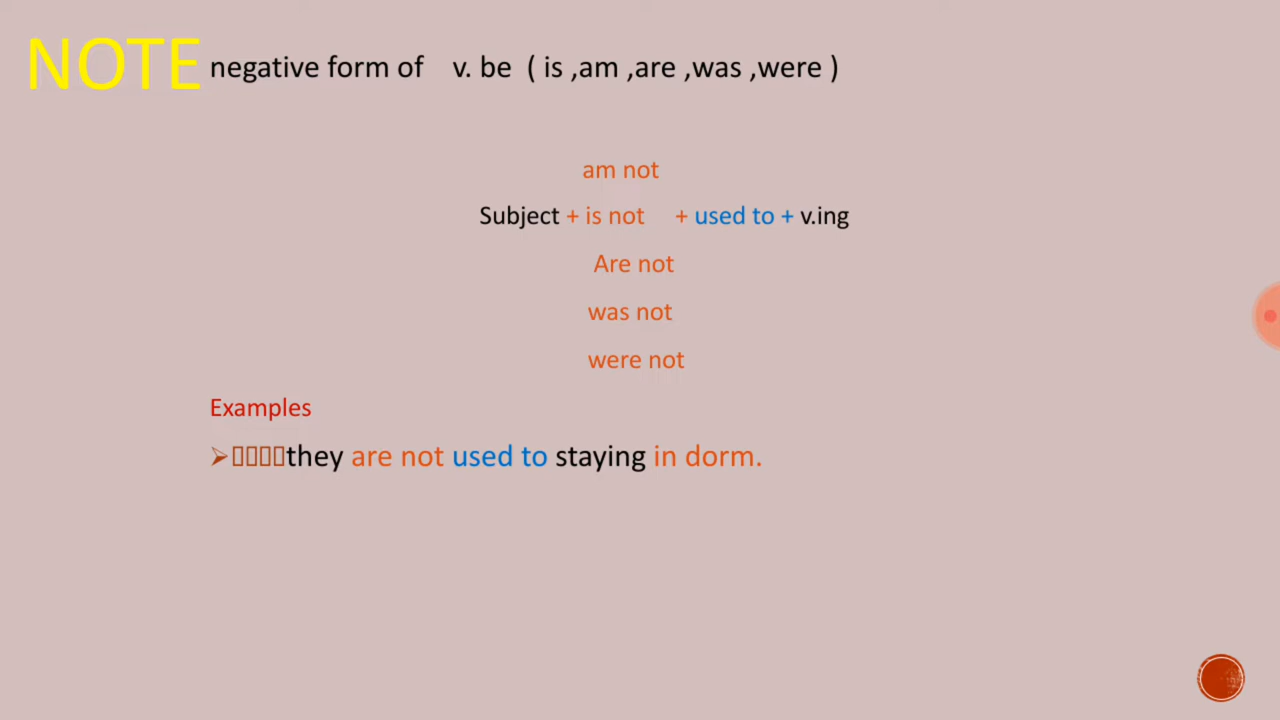 NOTE negative form of v. be ( is ,am ,are ,was ,were )
am not
Subject + is not + used to + v.ing
Are not
was not
were not
Examples
➢▯▯▯▯they are not used to staying in dorm.